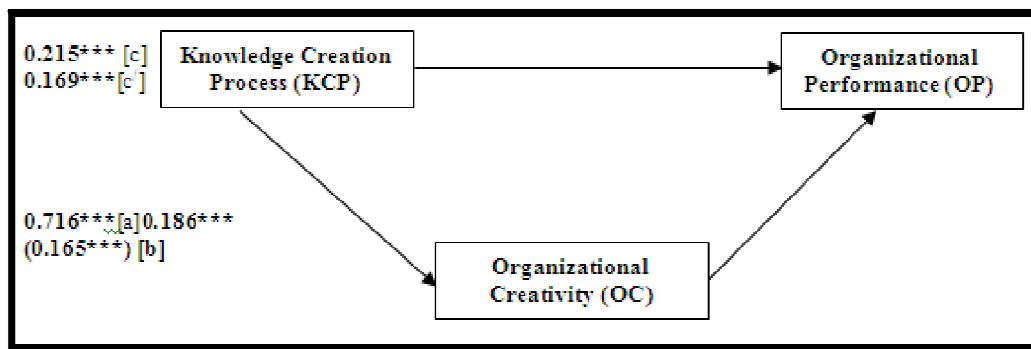 0.215*** [c]
0.169***[c']
Knowledge Creation
Process (KCP)
Organizational
Performance (OP)
0.716***[a]0.186***
(0.165***) [b]
Organizational
Creativity (OC)